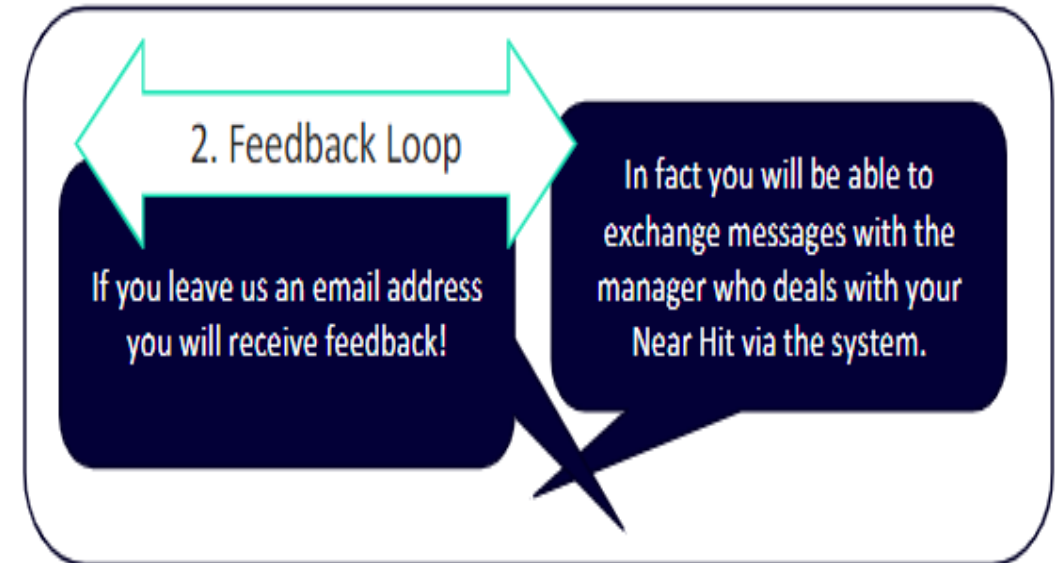 2. Feedback Loop
If you leave us an email address
you will receive feedback!
In fact you will be able to
exchange messages with the
manager who deals with your
Near Hit via the system.